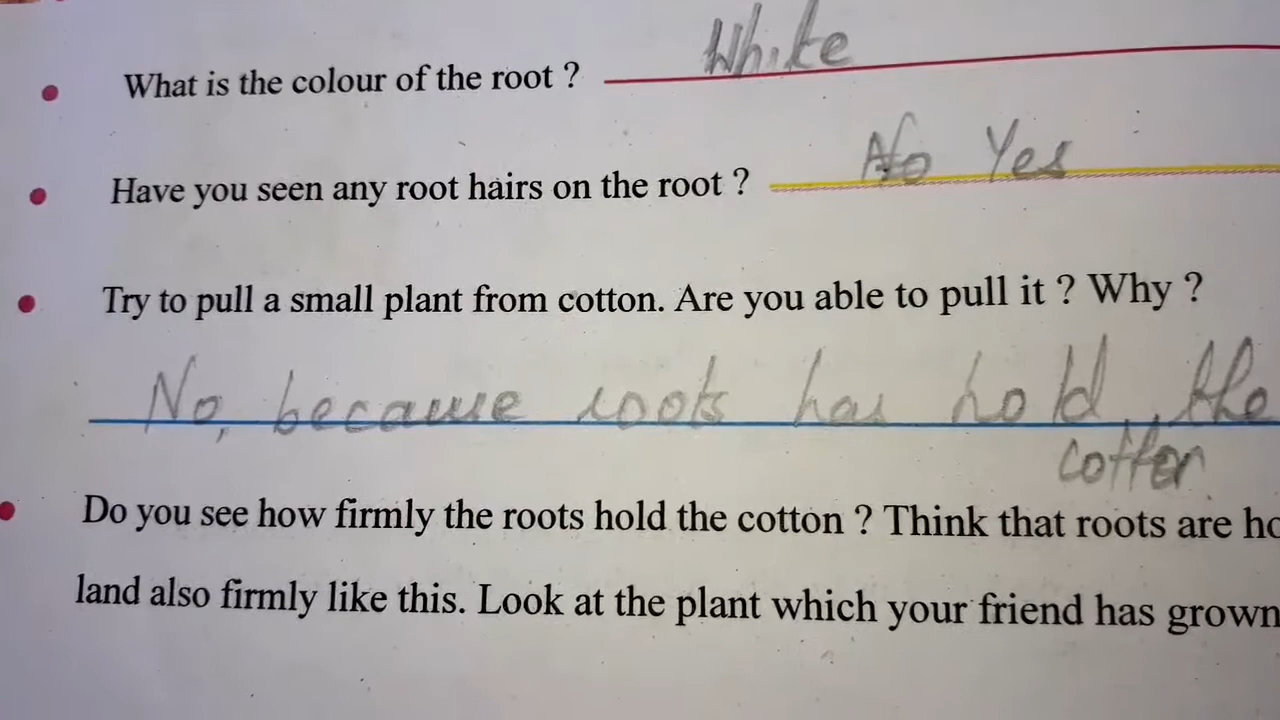 What is the colour of the root ? White
Have you seen any root hairs on the root ? No Yes
Try to pull a small plant from cotton. Are you able to pull it ? Why ?
No, because roots has hold the
cotton
Do you see how firmly the roots hold the cotton ? Think that roots are ho
land also firmly like this. Look at the plant which your friend has grown